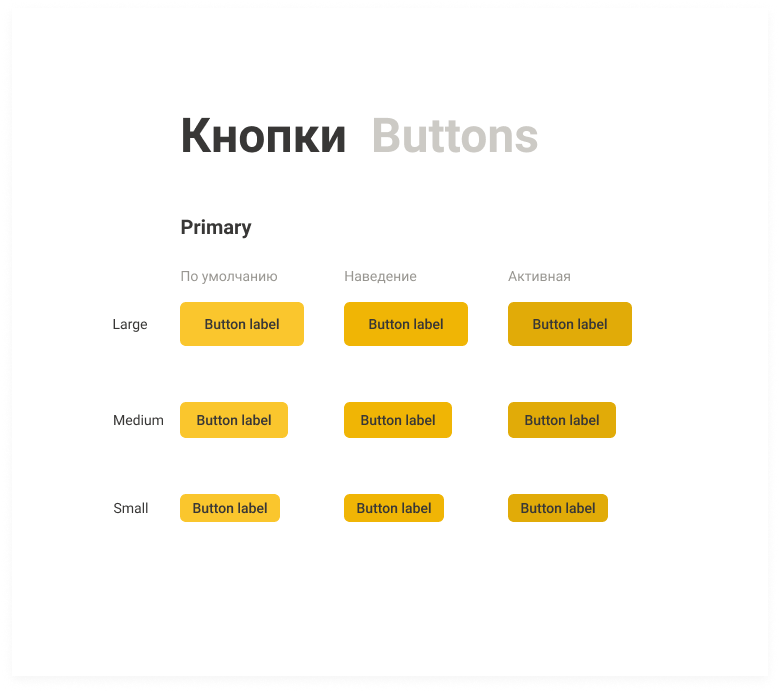 Кнопки Buttons
Primary
По умолчанию Наведение Активная
Large Button label Button label Button label
Medium Button label Button label Button label
Small Button label Button label Button label